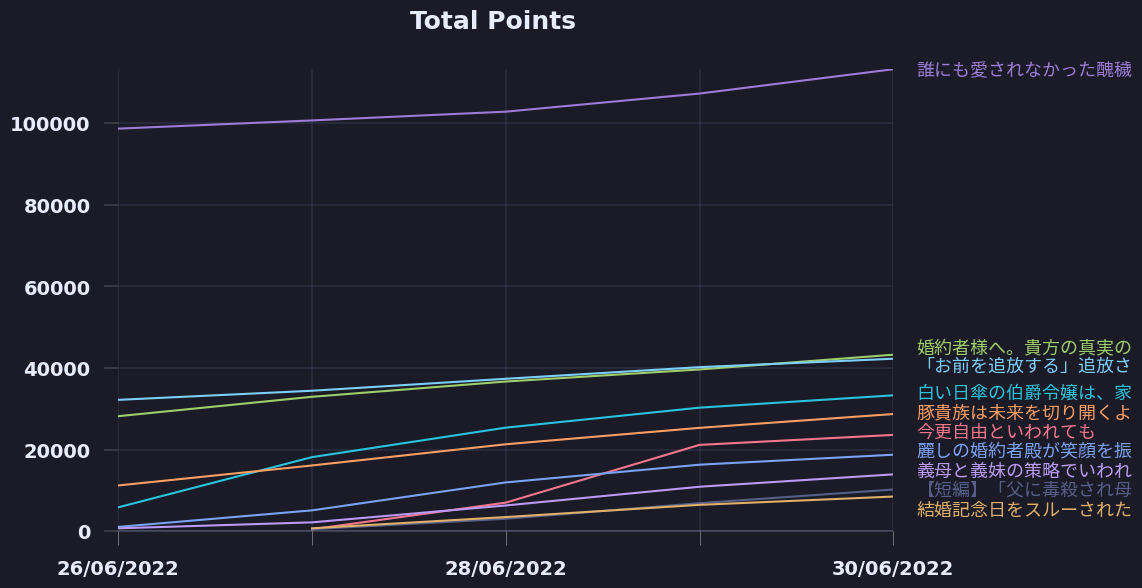 Total Points
100000
80000
60000
40000
20000
0
26/06/2022
28/06/2022
30/06/2022
誰にも愛されなかった醜穢
婚約者様へ。貴方の真実の
「お前を追放する」追放さ
白い日傘の伯爵令嬢は、家
豚貴族は未来を切り開くよ
今更自由といわれても
麗しの婚約者殿が笑顔を振
義母と義妹の策略でいわれ
【短編】「父に毒殺され母
結婚記念日をスルーされた